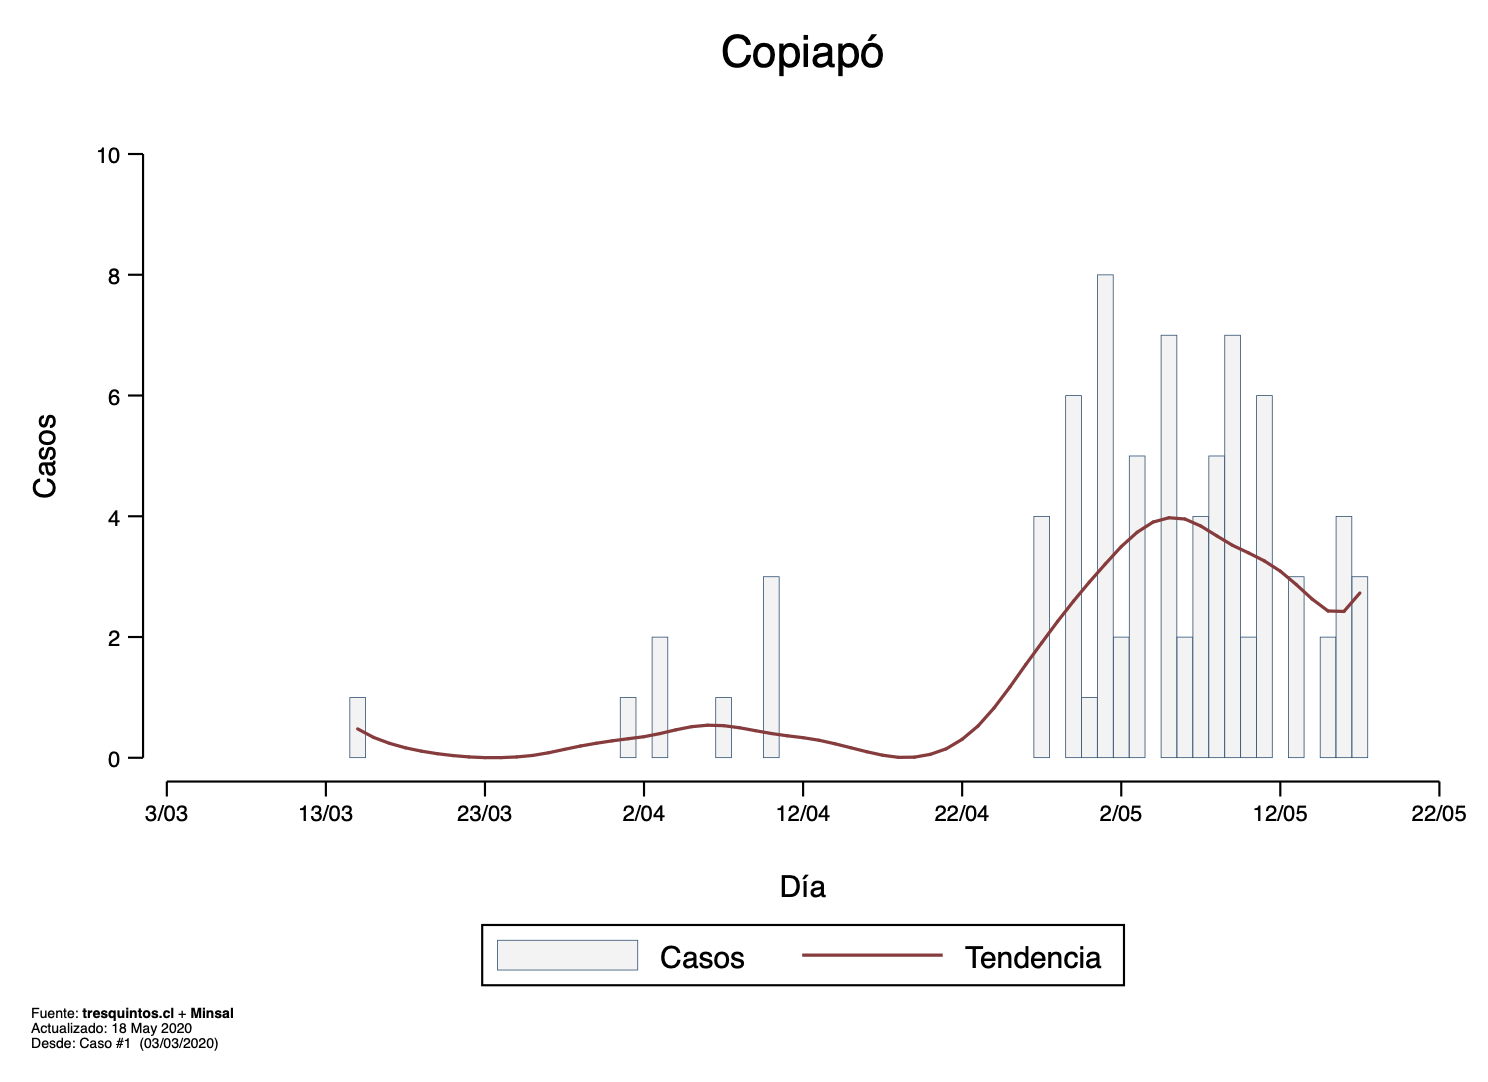 Copiapó
10
8
6
4
2
0
Casos
3/03 13/03 23/03 2/04 12/04 22/04 2/05 12/05 22/05
Día
Casos Tendencia
Fuente: tresquintos.cl + Minsal
Actualizado: 18 May 2020
Desde: Caso #1 (03/03/2020)